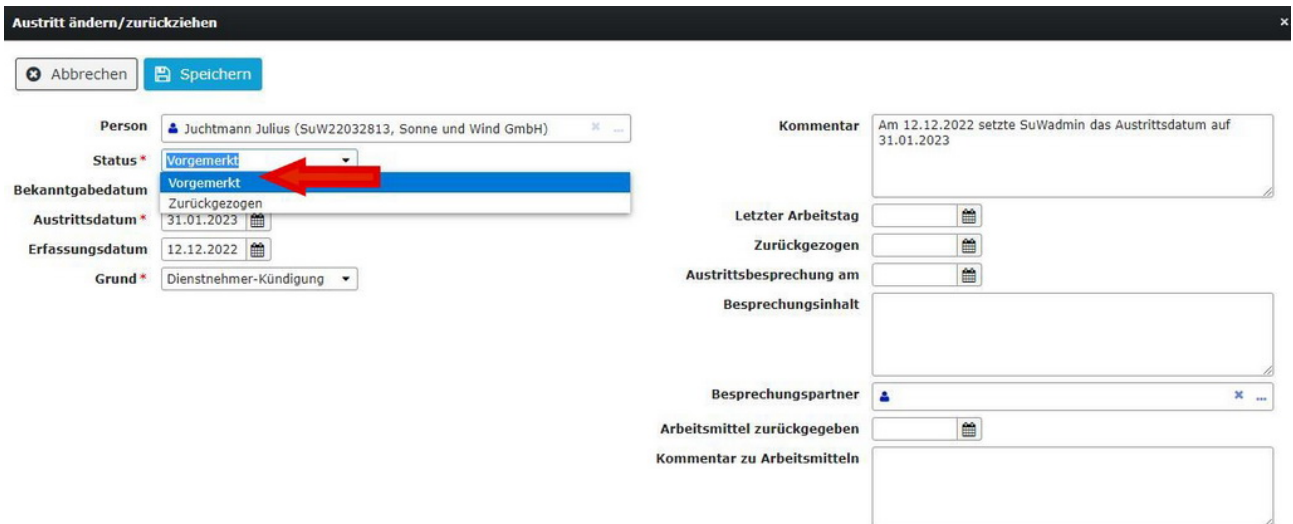 Austritt ändern/zurückziehen
×
Abbrechen
Speichern
Person
Juchtmann Julius (SuW22032813, Sonne und Wind GmbH)
Status *
Vorgemerkt
Vorgemerkt
Zurückgezogen
Bekanntgabedatum
Austrittsdatum *
31.01.2023
Erfassungsdatum
12.12.2022
Grund *
Dienstnehmer-Kündigung
Kommentar
Am 12.12.2022 setzte SuWadmin das Austrittsdatum auf
31.01.2023
Letzter Arbeitstag
Zurückgezogen
Austrittsbesprechung am
Besprechungsinhalt
Besprechungspartner
Arbeitsmittel zurückgegeben
Kommentar zu Arbeitsmitteln